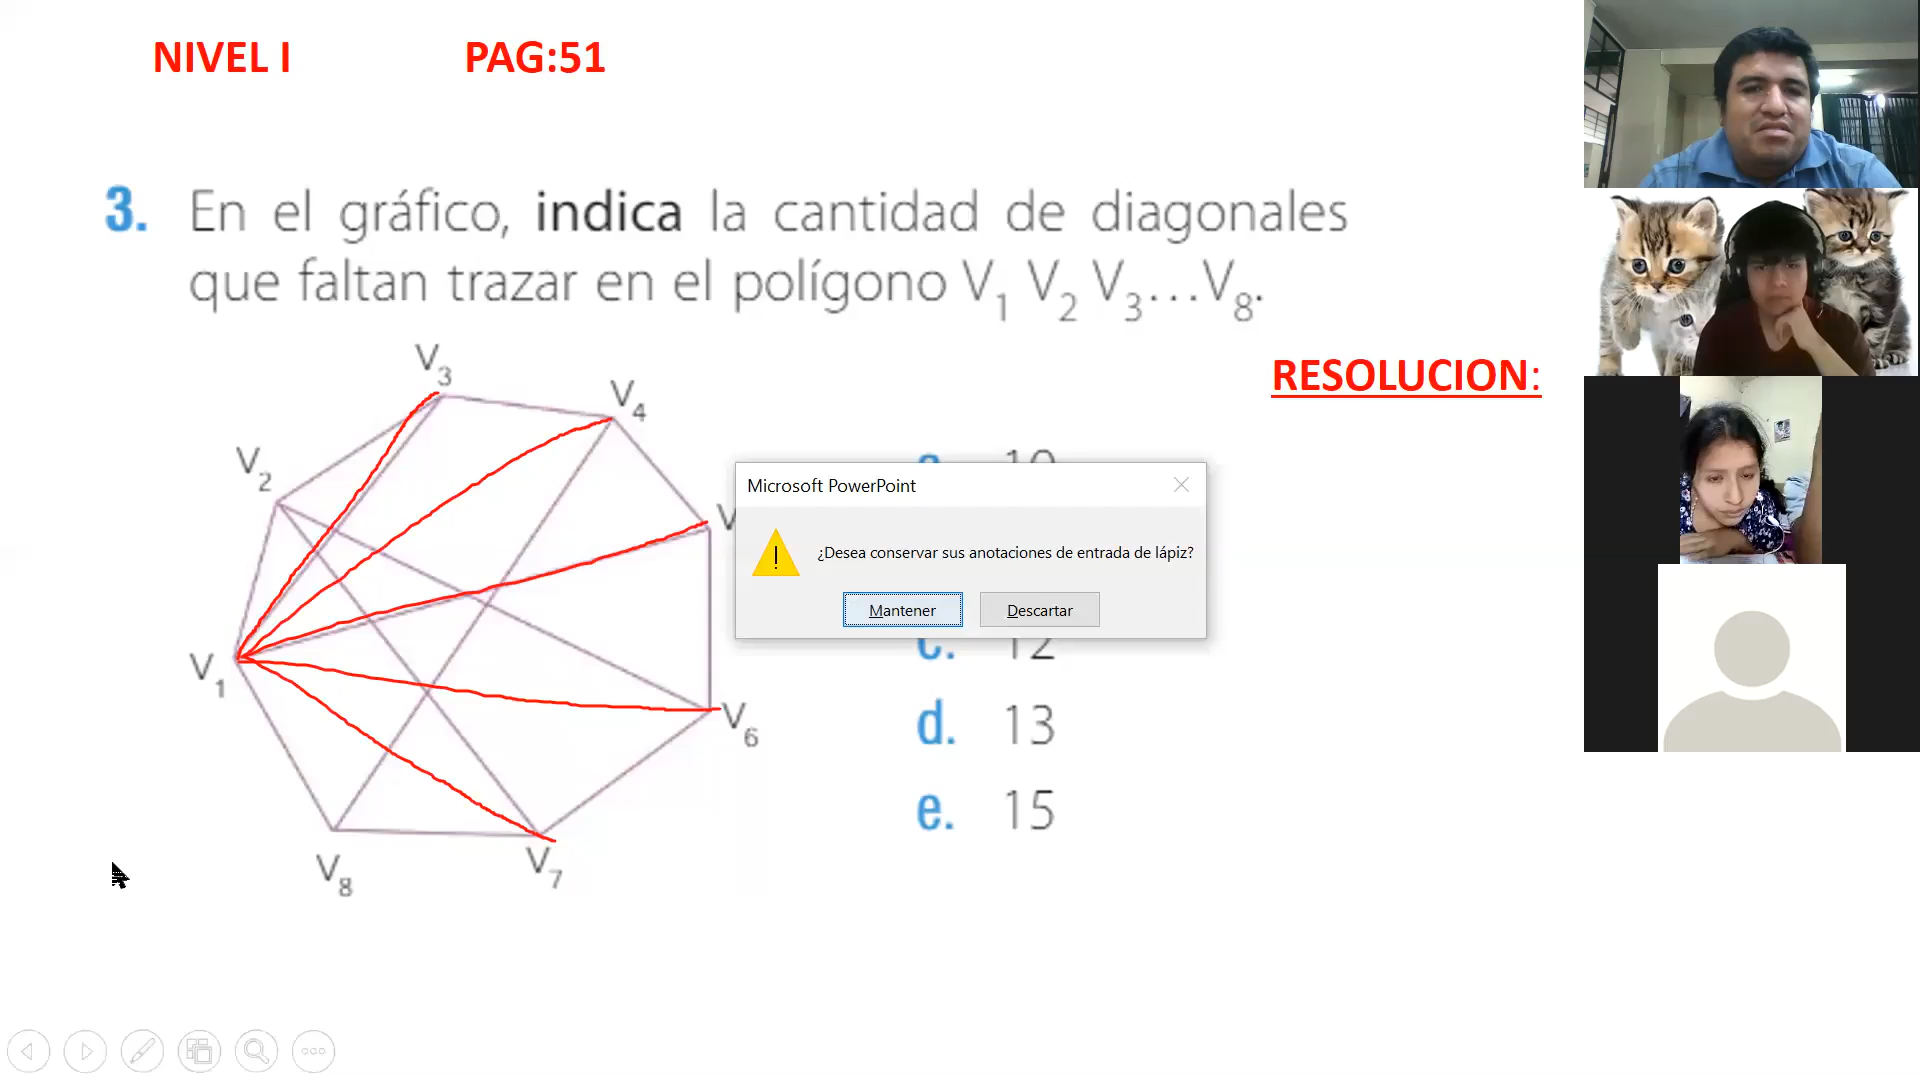 NIVEL I PAG:51
3. En el gráfico, indica la cantidad de diagonales
que faltan trazar en el polígono V1 V2 V3...V8.
RESOLUCION:
V3
V4
V2
V
V1
V6
V8
V7
Microsoft PowerPoint
¿Desea conservar sus anotaciones de entrada de lápiz?
Mantener Descartar
c. 12
d. 13
e. 15